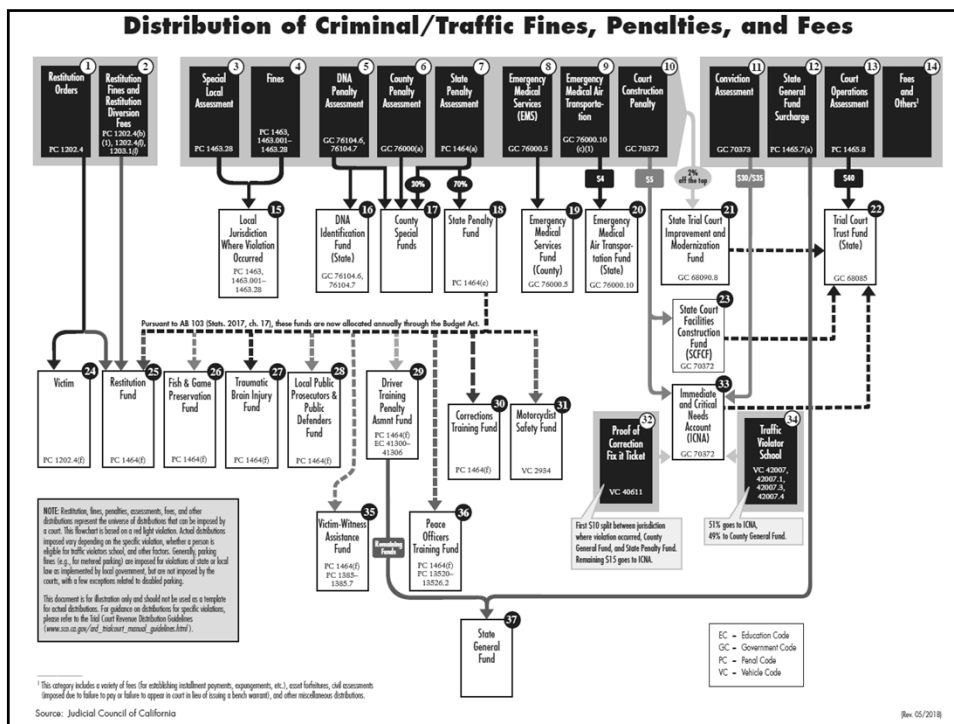 Distribution of Criminal/Traffic Fines, Penalties, and Fees
1
Restitution
Orders
PC 1202.4
2
Restitution
Fines and
Restitution
Diversion
Fees
PC 1202.4(b)
(1), 1202.4(f),
1203.1(l)
3
Special
Local
Assessment
PC 1463.28
4
Fines
PC 1463,
1463.001–
1463.28
5
DNA
Penalty
Assessment
GC 76104.6,
76104.7
6
County
Penalty
Assessment
GC 76000(a)
7
State
Penalty
Assessment
PC 1464(a)
8
Emergency
Medical
Services
(EMS)
GC 76000.5
9
Emergency
Medical Air
Transporta-
tion
GC 76000.10
(c)(1)
10
Court
Construction
Penalty
GC 70372
11
Conviction
Assessment
GC 70373
12
State
General
Fund
Surcharge
PC 1465.7(a)
13
Court
Operations
Assessment
PC 1465.8
14
Fees
and
Others¹
30%
70%
$4
$5
2%
off the top
$30/$35
$40
15
Local
Jurisdiction
Where Violation
Occurred
PC 1463,
1463.001–
1463.28
16
DNA
Identification
Fund
(State)
GC 76104.6,
76104.7
17
County
Special
Funds
18
State Penalty
Fund
PC 1464(e)
19
Emergency
Medical
Services
Fund
(County)
GC 76000.5
20
Emergency
Medical
Air Transpor-
tation Fund
(State)
GC 76000.10
21
State Trial Court
Improvement and
Modernization
Fund
GC 68090.8
22
Trial Court
Trust Fund
(State)
GC 68085
23
State Court
Facilities
Construction
Fund
(SCFCF)
GC 70372
Pursuant to AB 103 (Stats. 2017, ch. 17), these funds are now allocated annually through the Budget Act.
24
Victim
PC 1202.4(f)
25
Restitution
Fund
PC 1464(f)
26
Fish & Game
Preservation
Fund
PC 1464(f)
27
Traumatic
Brain Injury
Fund
PC 1464(f)
28
Local Public
Prosecutors &
Public
Defenders
Fund
PC 1464(f)
29
Driver
Training
Penalty
Asmnt Fund
PC 1464(f)
EC 41300–
41306
30
Corrections
Training Fund
PC 1464(f)
31
Motorcyclist
Safety Fund
VC 2934
32
Proof of
Correction
Fix it Ticket
VC 40611
33
Immediate
and Critical
Needs
Account
(ICNA)
GC 70372
34
Traffic
Violator
School
VC 42007,
42007.1,
42007.3,
42007.4
First $10 split between jurisdiction
where violation occurred, County
General Fund, and State Penalty Fund.
Remaining $15 goes to ICNA.
51% goes to ICNA,
49% to County General Fund.
35
Victim-Witness
Assistance
Fund
PC 1464(f)
PC 1385–
1385.7
36
Peace
Officers
Training Fund
PC 1464(f)
PC 13520–
13526.2
Remaining
Funds
37
State
General
Fund
NOTE: Restitution, fines, penalties, assessments, fees, and other
distributions represent the universe of distributions that can be imposed by
a court. This flowchart is based on a red light violation. Actual distributions
imposed vary depending on the specific violation, whether a person is
eligible for traffic violators school, and other factors. Generally, parking
fines (e.g., for metered parking) are imposed for violations of state or local
law as implemented by local government, but are not imposed by the
courts, with a few exceptions related to disabled parking.
This document is for illustration only and should not be used as a template
for actual distributions. For guidance on distributions for specific violations,
please refer to the Trial Court Revenue Distribution Guidelines
(www.sco.ca.gov/ard_trialcourt_manual_guidelines.html).
EC – Education Code
GC – Government Code
PC – Penal Code
VC – Vehicle Code
¹ This category includes a variety of fees (for establishing installment payments, expungements, etc.), asset forfeitures, civil assessments
(imposed due to failure to pay or failure to appear in court in lieu of issuing a bench warrant), and other miscellaneous distributions.
Source: Judicial Council of California
(Rev. 05/2018)